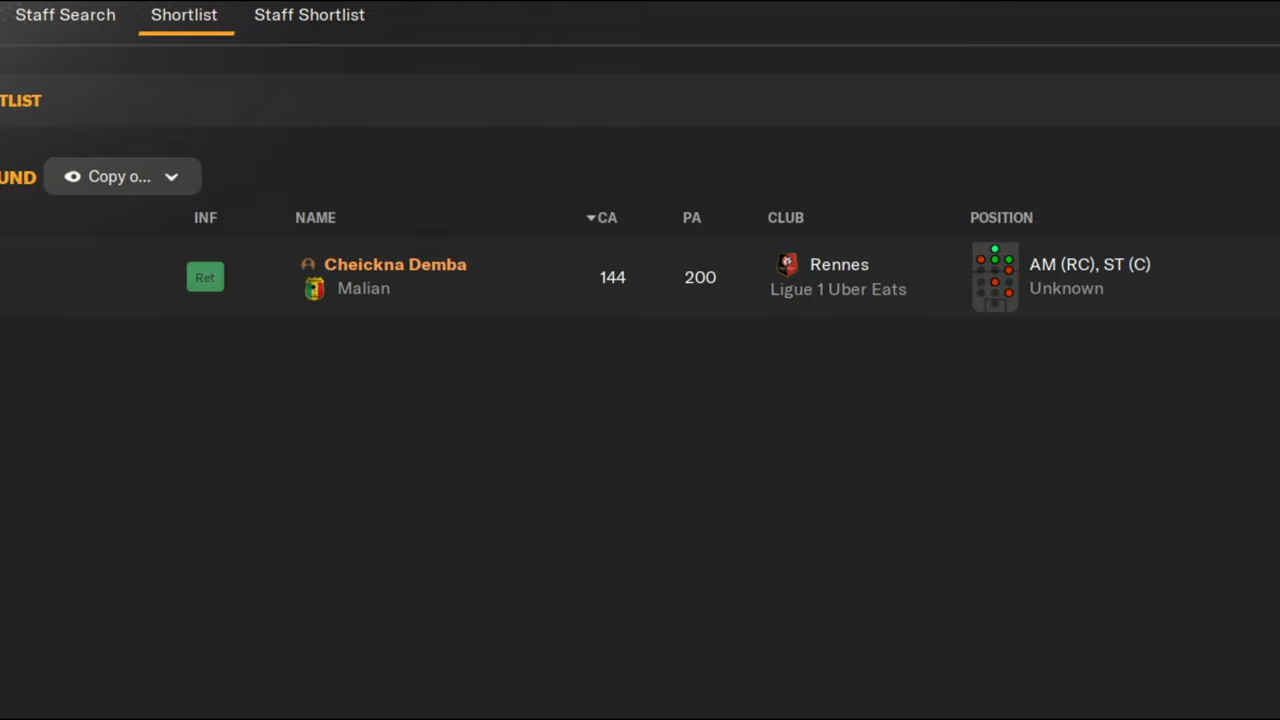 Staff Search Shortlist Staff Shortlist
TLIST
UND Copy o...
INF NAME CA PA CLUB POSITION
Ret Cheickna Demba 144 200 Rennes AM (RC), ST (C)
Malian Ligue 1 Uber Eats Unknown